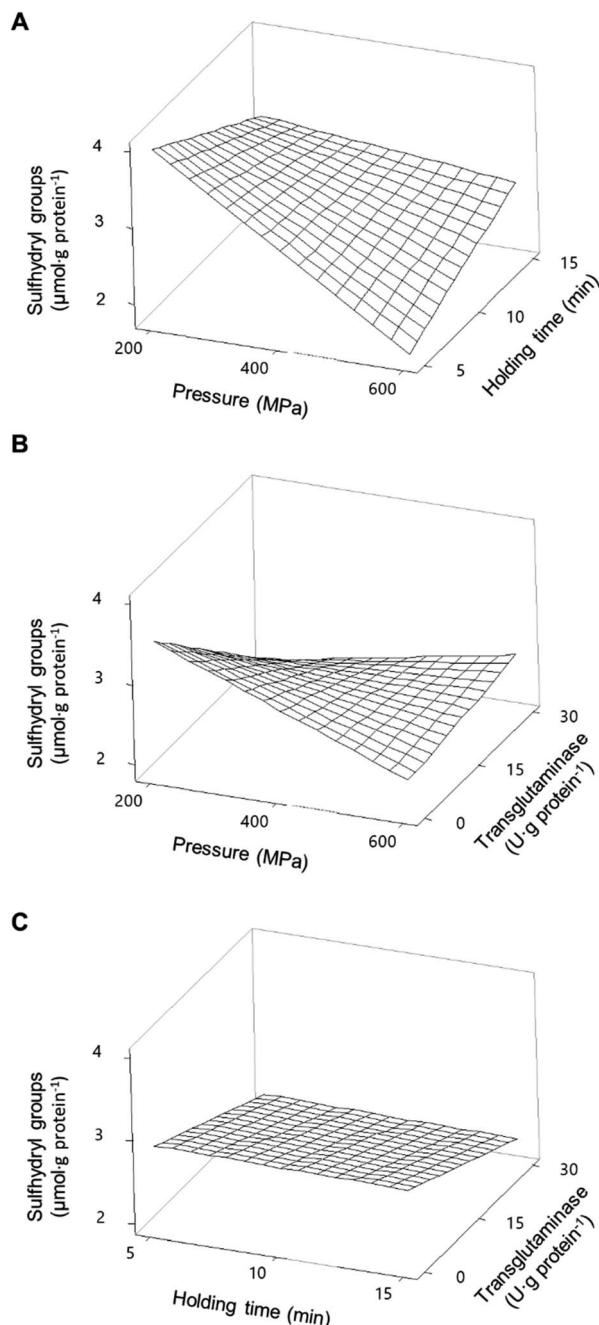 A
4
3
2
Sulfhydryl groups
(µmol·g protein⁻¹)
200
400
600
Pressure (MPa)
5
10
15
Holding time (min)
B
4
3
2
Sulfhydryl groups
(µmol·g protein⁻¹)
200
400
600
Pressure (MPa)
0
15
30
Transglutaminase
(U·g protein⁻¹)
C
4
3
2
Sulfhydryl groups
(µmol·g protein⁻¹)
5
10
15
Holding time (min)
0
15
30
Transglutaminase
(U·g protein⁻¹)